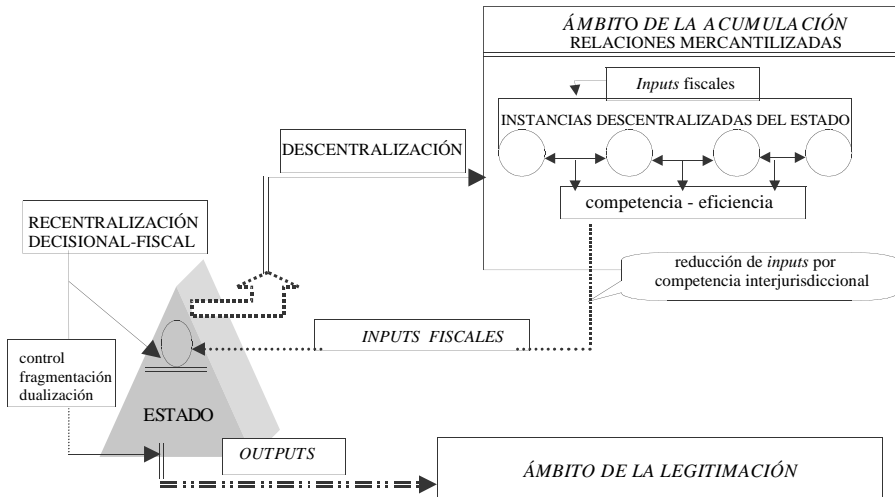 ÁMBITO DE LA ACUMULACIÓN
RELACIONES MERCANTILIZADAS
Inputs fiscales
INSTANCIAS DESCENTRALIZADAS DEL ESTADO
DESCENTRALIZACIÓN
competencia - eficiencia
RECENTRALIZACIÓN
DECISIONAL-FISCAL
reducción de inputs por
competencia interjurisdiccional
INPUTS FISCALES
control
fragmentación
dualización
ESTADO
OUTPUTS
ÁMBITO DE LA LEGITIMACIÓN